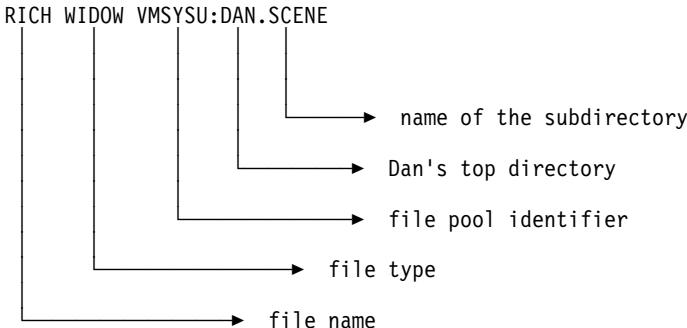 RICH WIDOW VMSYSU:DAN.SCENE
name of the subdirectory
Dan's top directory
file pool identifier
file type
file name